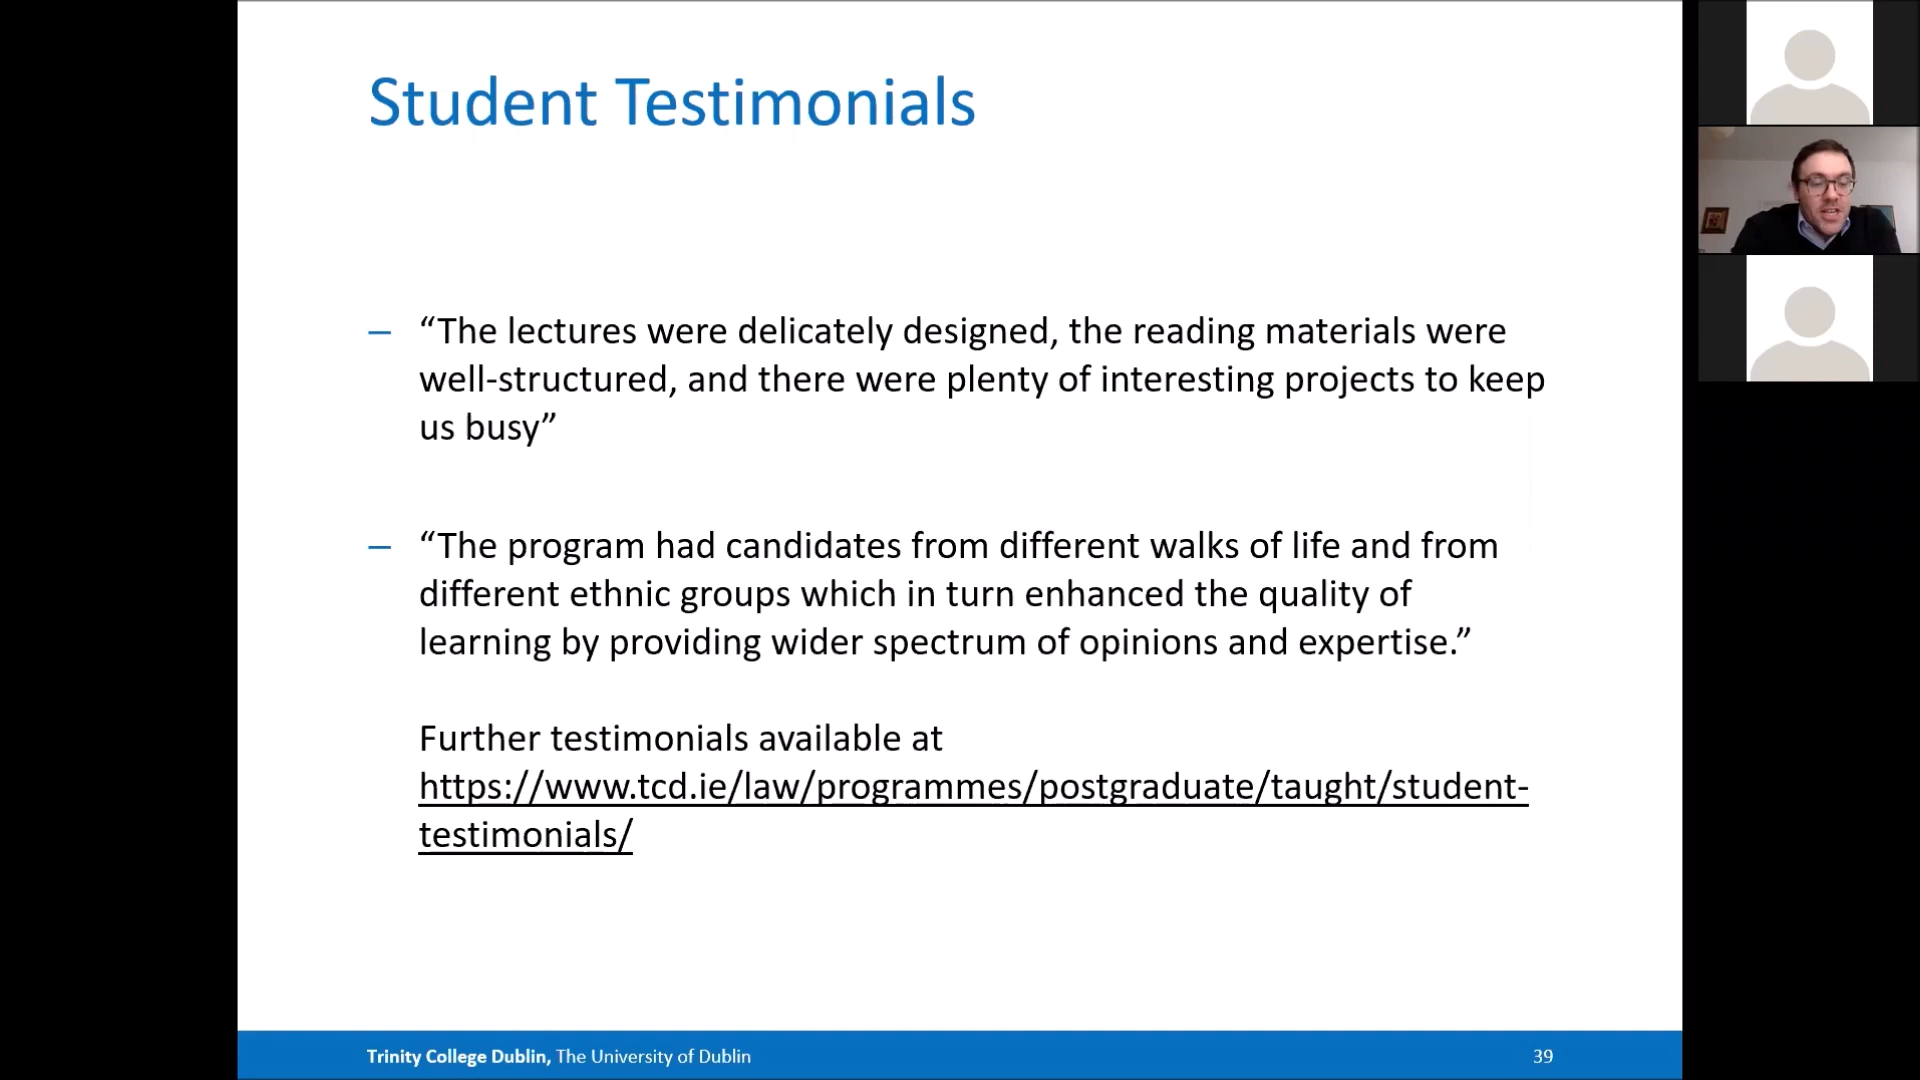 Student Testimonials
– “The lectures were delicately designed, the reading materials were
well-structured, and there were plenty of interesting projects to keep
us busy”
– “The program had candidates from different walks of life and from
different ethnic groups which in turn enhanced the quality of
learning by providing wider spectrum of opinions and expertise.”
Further testimonials available at
https://www.tcd.ie/law/programmes/postgraduate/taught/student-
testimonials/
Trinity College Dublin, The University of Dublin
39